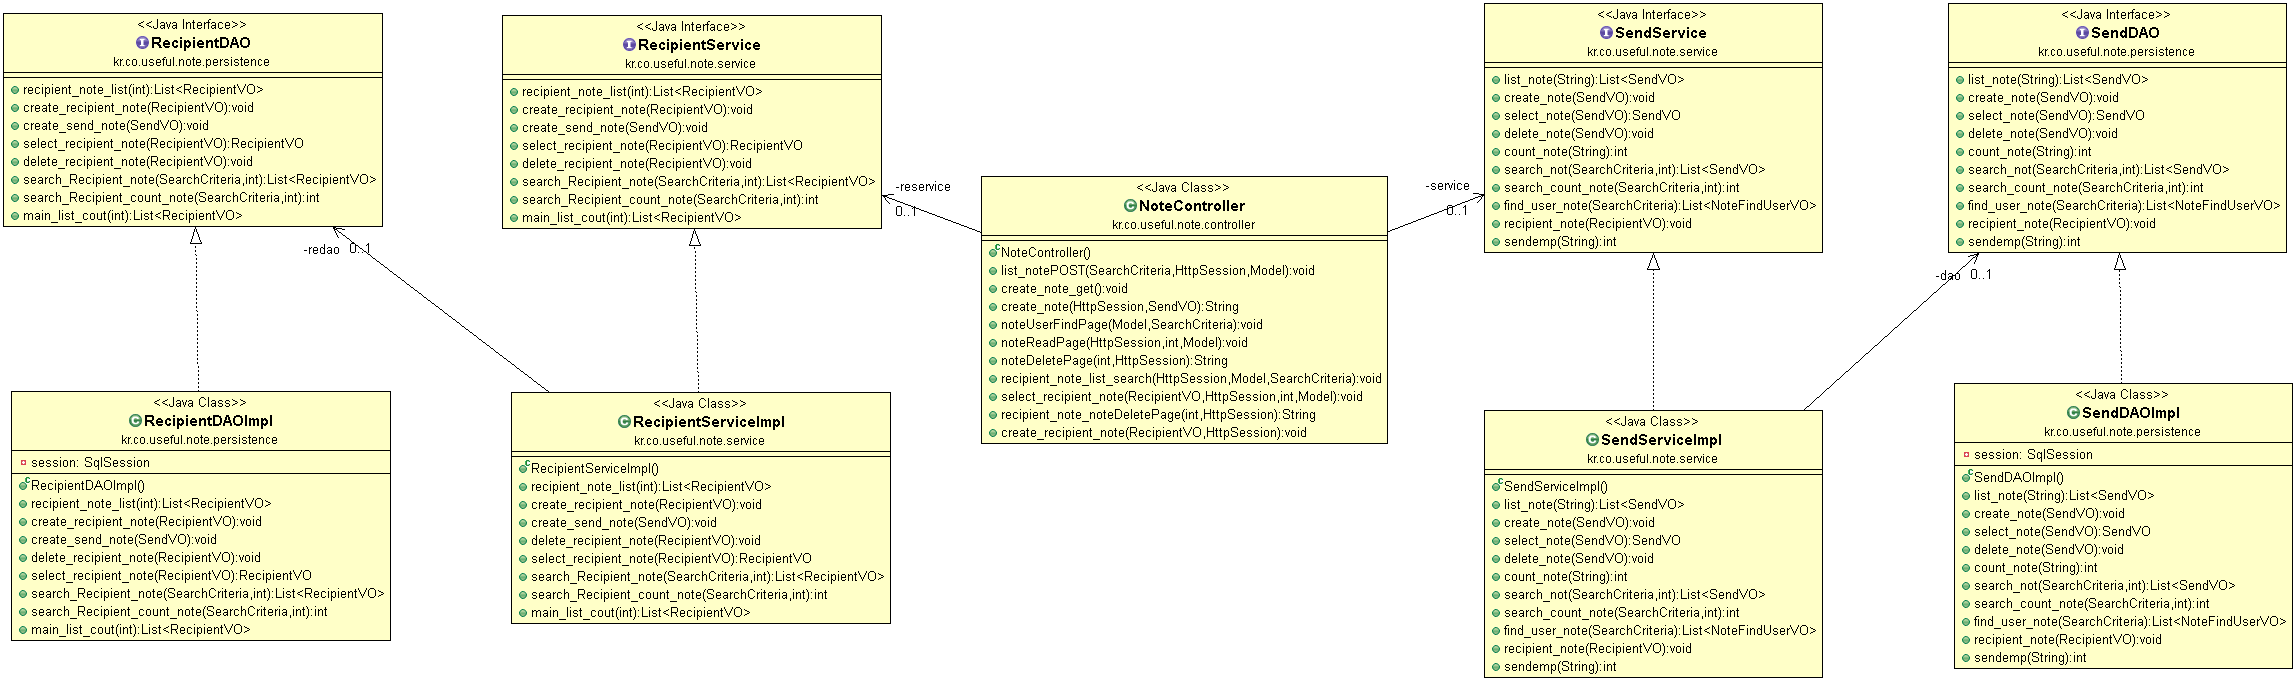 <<Java Interface>>
RecipientDAO
kr.co.useful.note.persistence
recipient_note_list(int):List<RecipientVO>
create_recipient_note(RecipientVO):void
create_send_note(SendVO):void
select_recipient_note(RecipientVO):RecipientVO
delete_recipient_note(RecipientVO):void
search_Recipient_note(SearchCriteria,int):List<RecipientVO>
search_Recipient_count_note(SearchCriteria,int):int
main_list_cout(int):List<RecipientVO>
<<Java Interface>>
RecipientService
kr.co.useful.note.service
recipient_note_list(int):List<RecipientVO>
create_recipient_note(RecipientVO):void
create_send_note(SendVO):void
select_recipient_note(RecipientVO):RecipientVO
delete_recipient_note(RecipientVO):void
search_Recipient_note(SearchCriteria,int):List<RecipientVO>
search_Recipient_count_note(SearchCriteria,int):int
main_list_cout(int):List<RecipientVO>
-reservice
0..1
<<Java Class>>
NoteController
kr.co.useful.note.controller
NoteController()
list_notePOST(SearchCriteria,HttpSession,Model):void
create_note_get():void
create_note(HttpSession,SendVO):String
noteUserFindPage(Model,SearchCriteria):void
noteReadPage(HttpSession,int,Model):void
noteDeletePage(int,HttpSession):String
recipient_note_list_search(HttpSession,Model,SearchCriteria):void
select_recipient_note(RecipientVO,HttpSession,int,Model):void
recipient_note_noteDeletePage(int,HttpSession):String
create_recipient_note(RecipientVO,HttpSession):void
-service
0..1
<<Java Interface>>
SendService
kr.co.useful.note.service
list_note(String):List<SendVO>
create_note(SendVO):void
select_note(SendVO):SendVO
delete_note(SendVO):void
count_note(String):int
search_not(SearchCriteria,int):List<SendVO>
search_count_note(SearchCriteria,int):int
find_user_note(SearchCriteria):List<NoteFindUserVO>
recipient_note(RecipientVO):void
sendemp(String):int
<<Java Interface>>
SendDAO
kr.co.useful.note.persistence
list_note(String):List<SendVO>
create_note(SendVO):void
select_note(SendVO):SendVO
delete_note(SendVO):void
count_note(String):int
search_not(SearchCriteria,int):List<SendVO>
search_count_note(SearchCriteria,int):int
find_user_note(SearchCriteria):List<NoteFindUserVO>
recipient_note(RecipientVO):void
sendemp(String):int
-redao 0..1
-dao 0..1
<<Java Class>>
RecipientDAOImpl
kr.co.useful.note.persistence
session: SqlSession
RecipientDAOImpl()
recipient_note_list(int):List<RecipientVO>
create_recipient_note(RecipientVO):void
create_send_note(SendVO):void
delete_recipient_note(RecipientVO):void
select_recipient_note(RecipientVO):RecipientVO
search_Recipient_note(SearchCriteria,int):List<RecipientVO>
search_Recipient_count_note(SearchCriteria,int):int
main_list_cout(int):List<RecipientVO>
<<Java Class>>
RecipientServiceImpl
kr.co.useful.note.service
RecipientServiceImpl()
recipient_note_list(int):List<RecipientVO>
create_recipient_note(RecipientVO):void
create_send_note(SendVO):void
delete_recipient_note(RecipientVO):void
select_recipient_note(RecipientVO):RecipientVO
search_Recipient_note(SearchCriteria,int):List<RecipientVO>
search_Recipient_count_note(SearchCriteria,int):int
main_list_cout(int):List<RecipientVO>
<<Java Class>>
SendServiceImpl
kr.co.useful.note.service
SendServiceImpl()
list_note(String):List<SendVO>
create_note(SendVO):void
select_note(SendVO):SendVO
delete_note(SendVO):void
count_note(String):int
search_not(SearchCriteria,int):List<SendVO>
search_count_note(SearchCriteria,int):int
find_user_note(SearchCriteria):List<NoteFindUserVO>
recipient_note(RecipientVO):void
sendemp(String):int
<<Java Class>>
SendDAOImpl
kr.co.useful.note.persistence
session: SqlSession
SendDAOImpl()
list_note(String):List<SendVO>
create_note(SendVO):void
select_note(SendVO):SendVO
delete_note(SendVO):void
count_note(String):int
search_not(SearchCriteria,int):List<SendVO>
search_count_note(SearchCriteria,int):int
find_user_note(SearchCriteria):List<NoteFindUserVO>
recipient_note(RecipientVO):void
sendemp(String):int